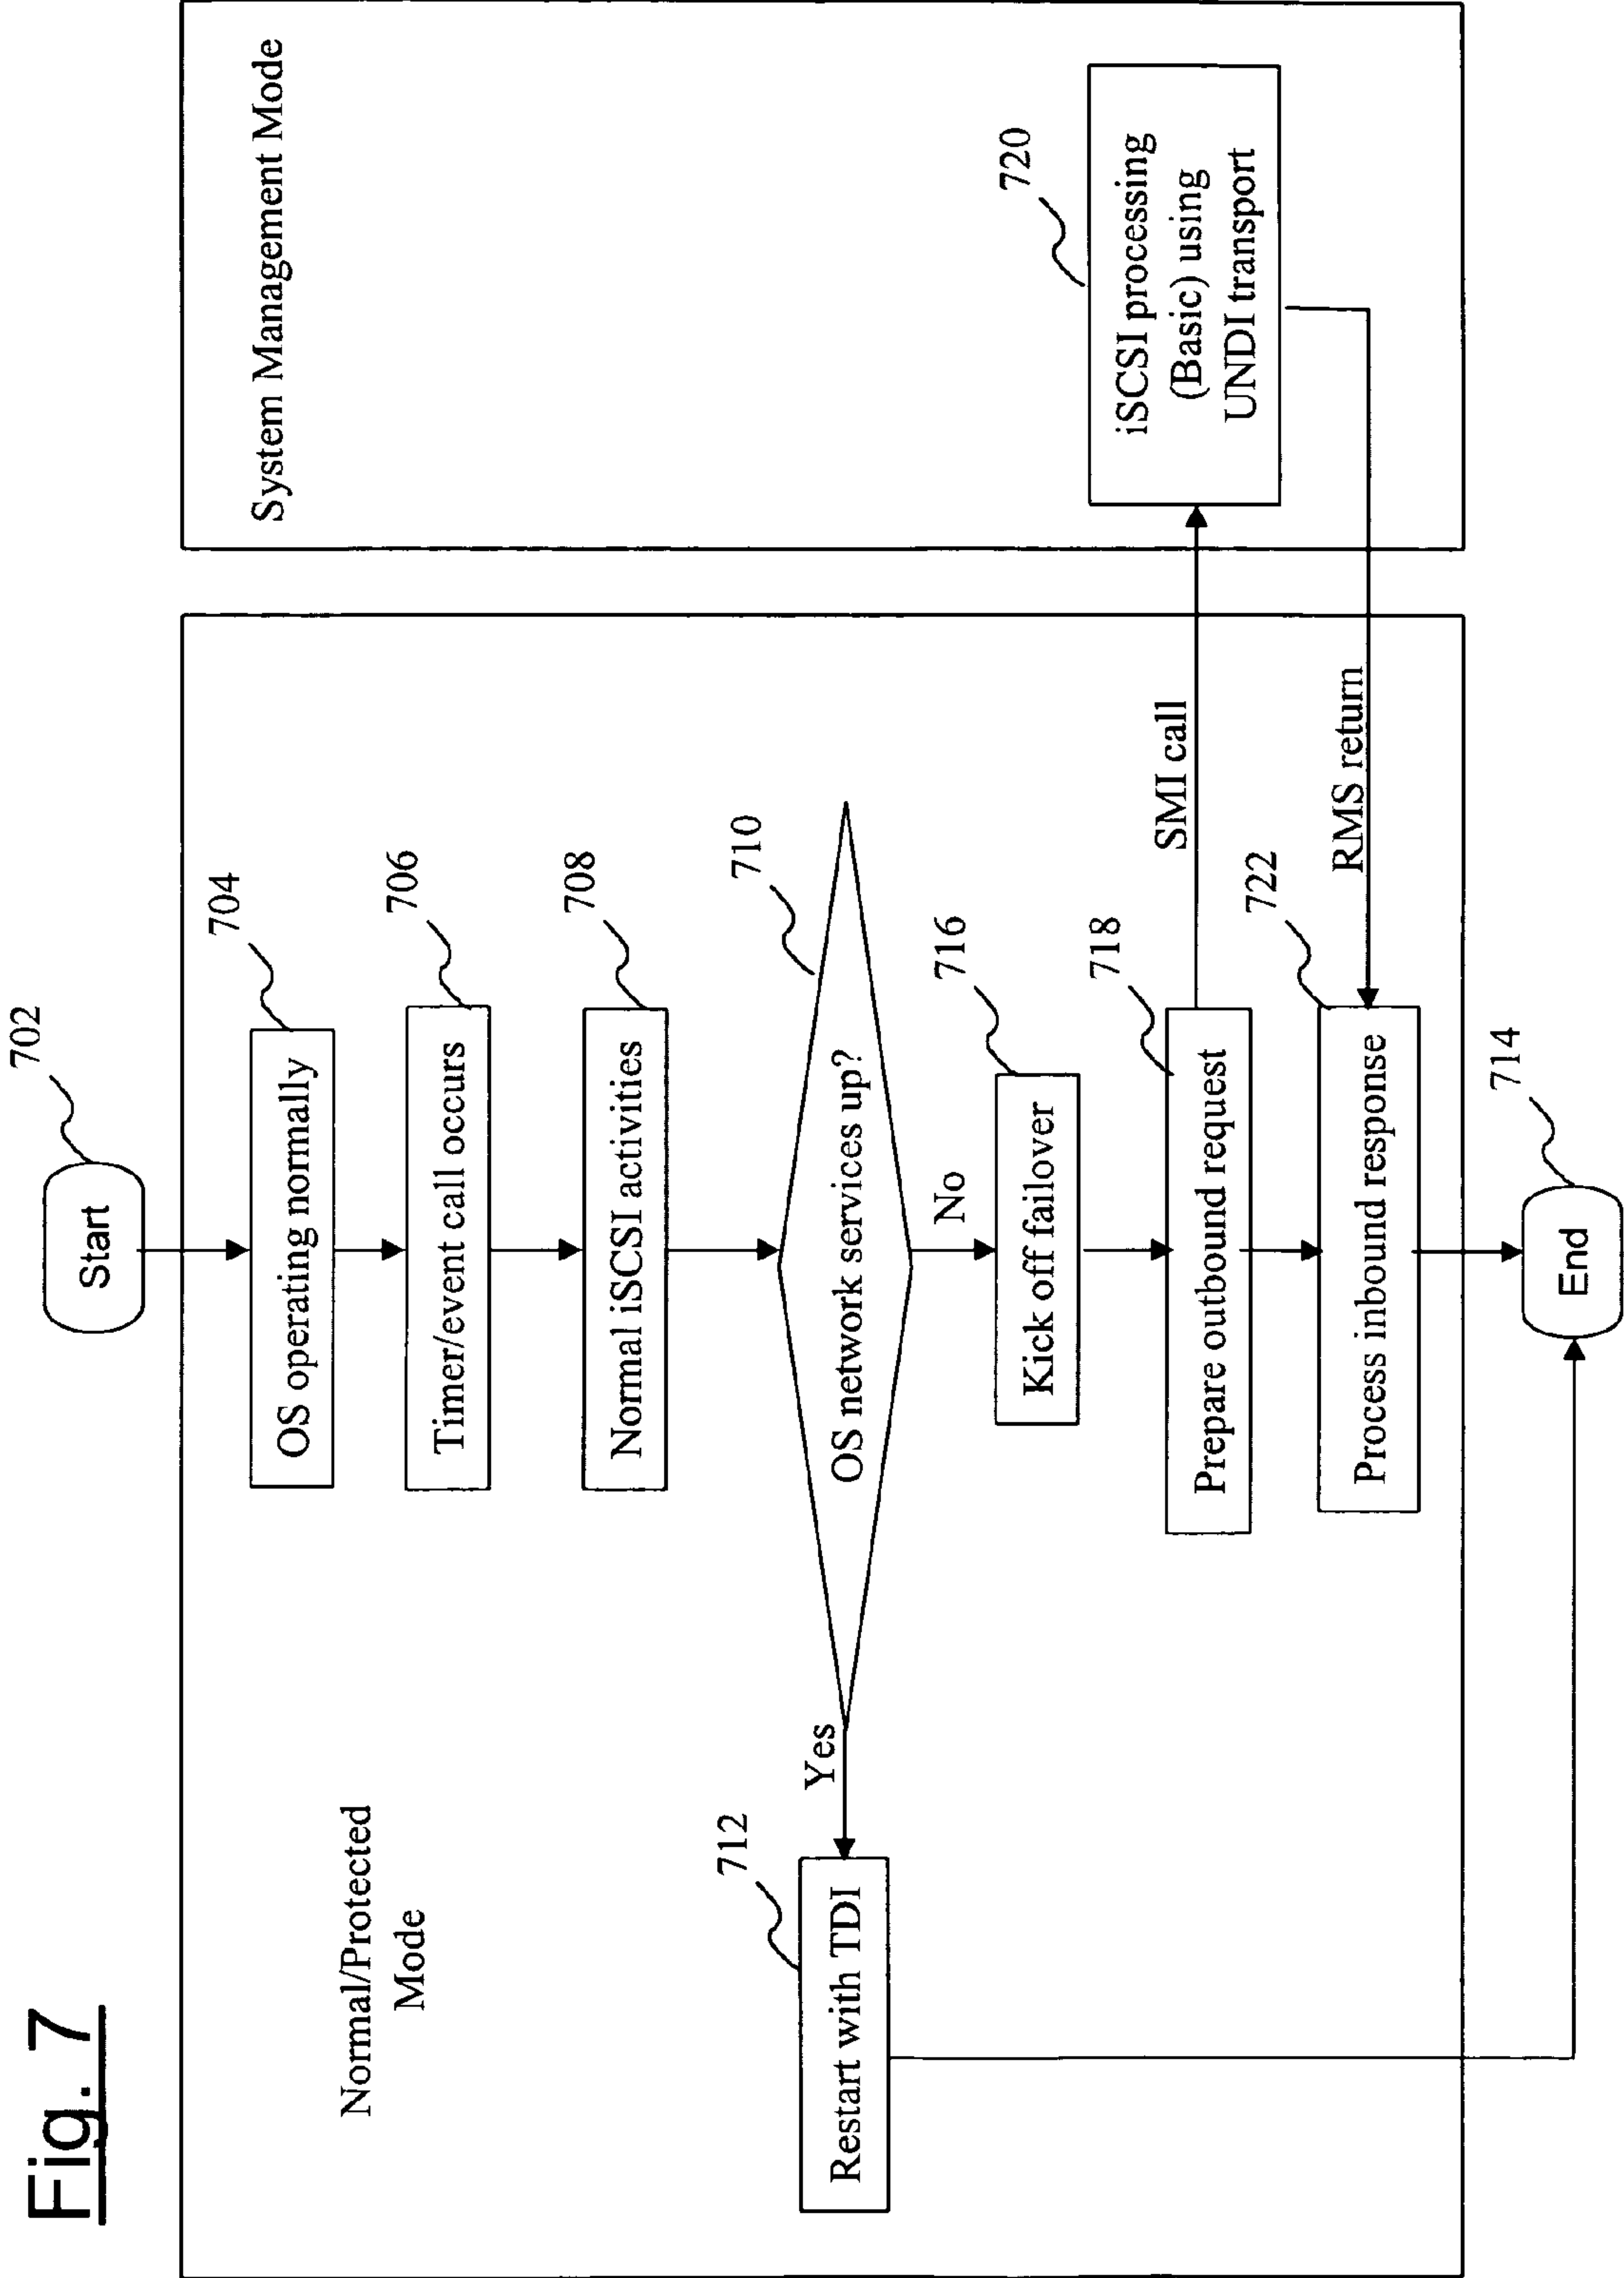 Fig. 7
702
Start
Normal/Protected
Mode
System Management Mode
704
OS operating normally
706
Timer/event call occurs
708
Normal iSCSI activities
710
OS network services up?
Yes
712
Restart with TDI
No
716
Kick off failover
718
Prepare outbound request
SMI call
720
iSCSI processing
(Basic) using
UNDI transport
RMS return
722
Process inbound response
714
End